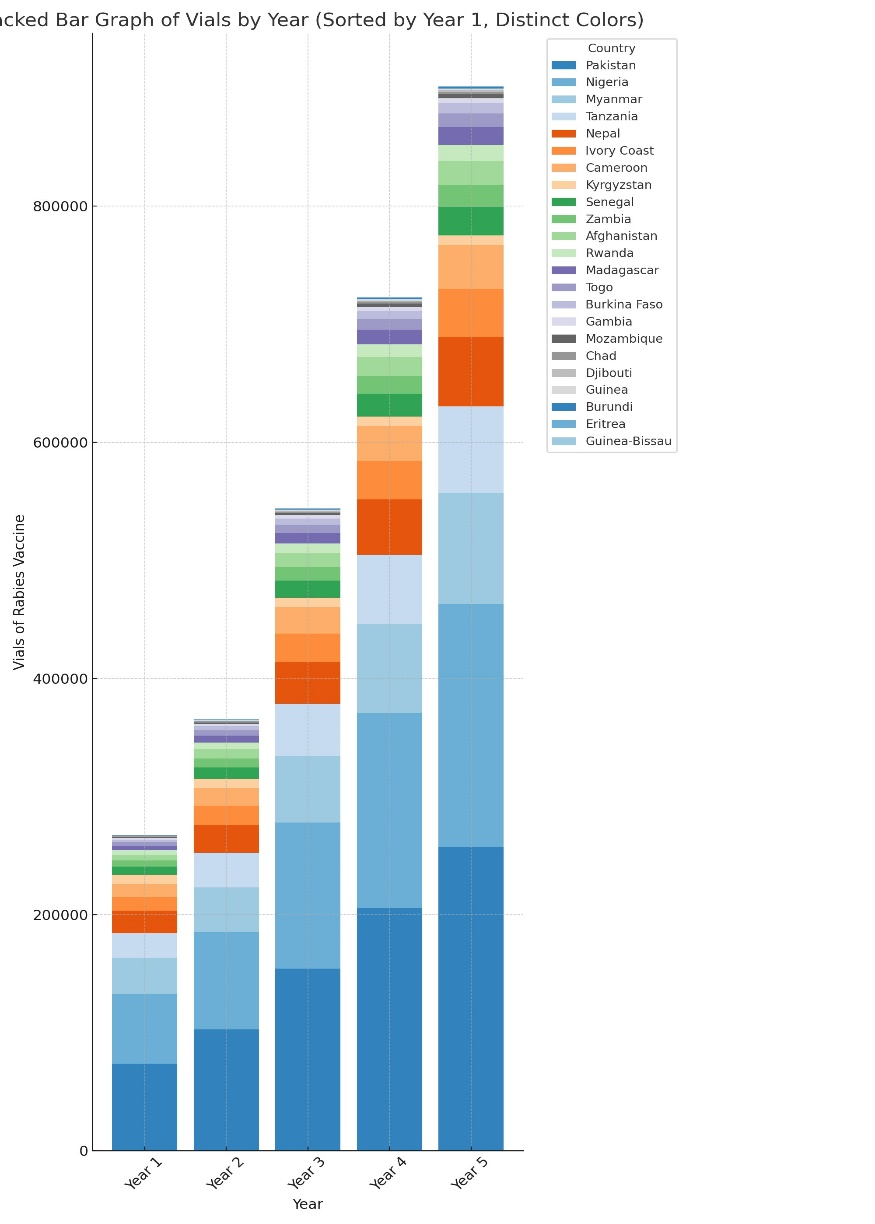 acked Bar Graph of Vials by Year (Sorted by Year 1, Distinct Colors)
Country
Pakistan
Nigeria
Myanmar
Tanzania
Nepal
Ivory Coast
Cameroon
Kyrgyzstan
Senegal
Zambia
Afghanistan
Rwanda
Madagascar
Togo
Burkina Faso
Gambia
Mozambique
Chad
Djibouti
Guinea
Burundi
Eritrea
Guinea-Bissau
Vials of Rabies Vaccine
800000
600000
400000
200000
0
Year 1
Year 2
Year 3
Year 4
Year 5
Year